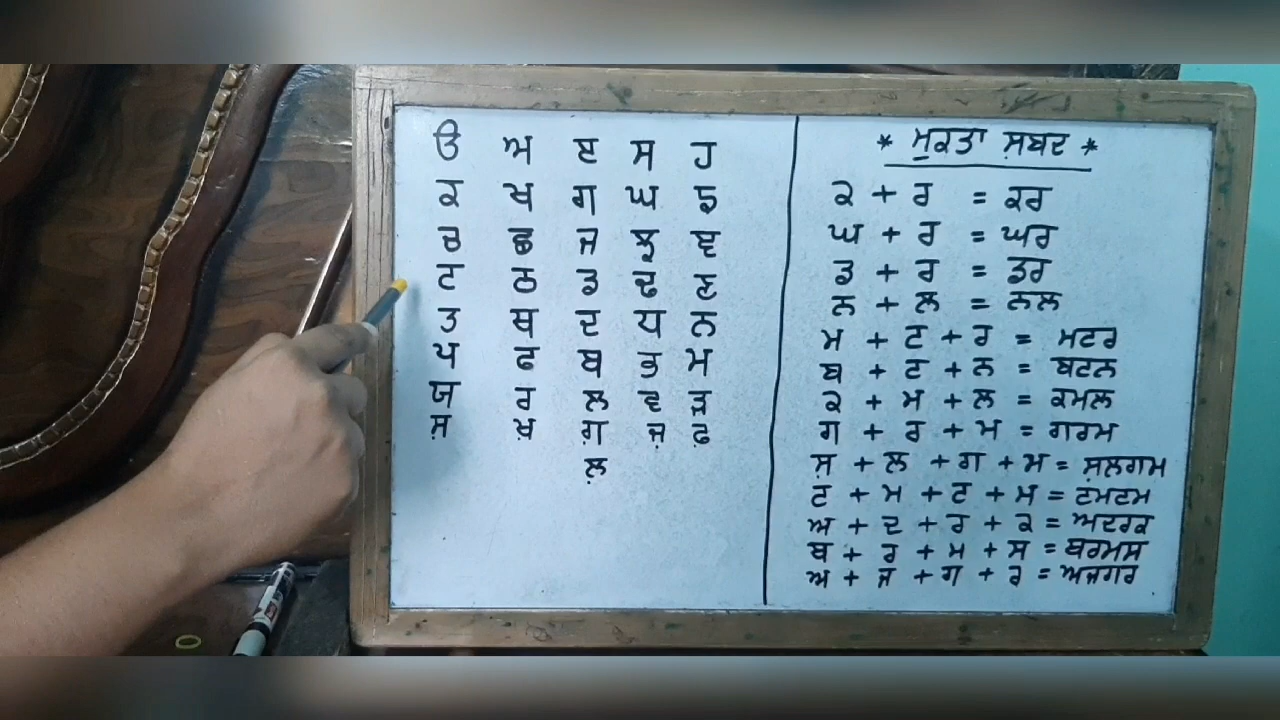 ੳ ਅ ੲ ਸ ਹ
ਕ ਖ ਗ ਘ ਙ
ਚ ਛ ਜ ਝ ਞ
ਟ ਠ ਡ ਢ ਣ
ਤ ਥ ਦ ਧ ਨ
ਪ ਫ ਬ ਭ ਮ
ਯ ਰ ਲ ਵ ੜ
ਸ਼ ਖ਼ ਗ਼ ਜ਼ ਫ਼
ਲ਼
* ਮੁਕਤਾ ਸ਼ਬਦ *
ਕ + ਰ = ਕਰ
ਘ + ਰ = ਘਰ
ਡ + ਰ = ਡਰ
ਨ + ਲ = ਨਲ
ਮ + ਟ + ਰ = ਮਟਰ
ਬ + ਟ + ਨ = ਬਟਨ
ਕ + ਮ + ਲ = ਕਮਲ
ਗ + ਰ + ਮ = ਗਰਮ
ਸ਼ + ਲ + ਗ + ਮ = ਸ਼ਲਗਮ
ਟ + ਮ + ਟ + ਮ = ਟਮਟਮ
ਅ + ਦ + ਰ + ਕ = ਅਦਰਕ
ਥ + ਰ + ਮ + ਸ = ਥਰਮਸ
ਅ + ਜ + ਗ + ਰ = ਅਜਗਰ